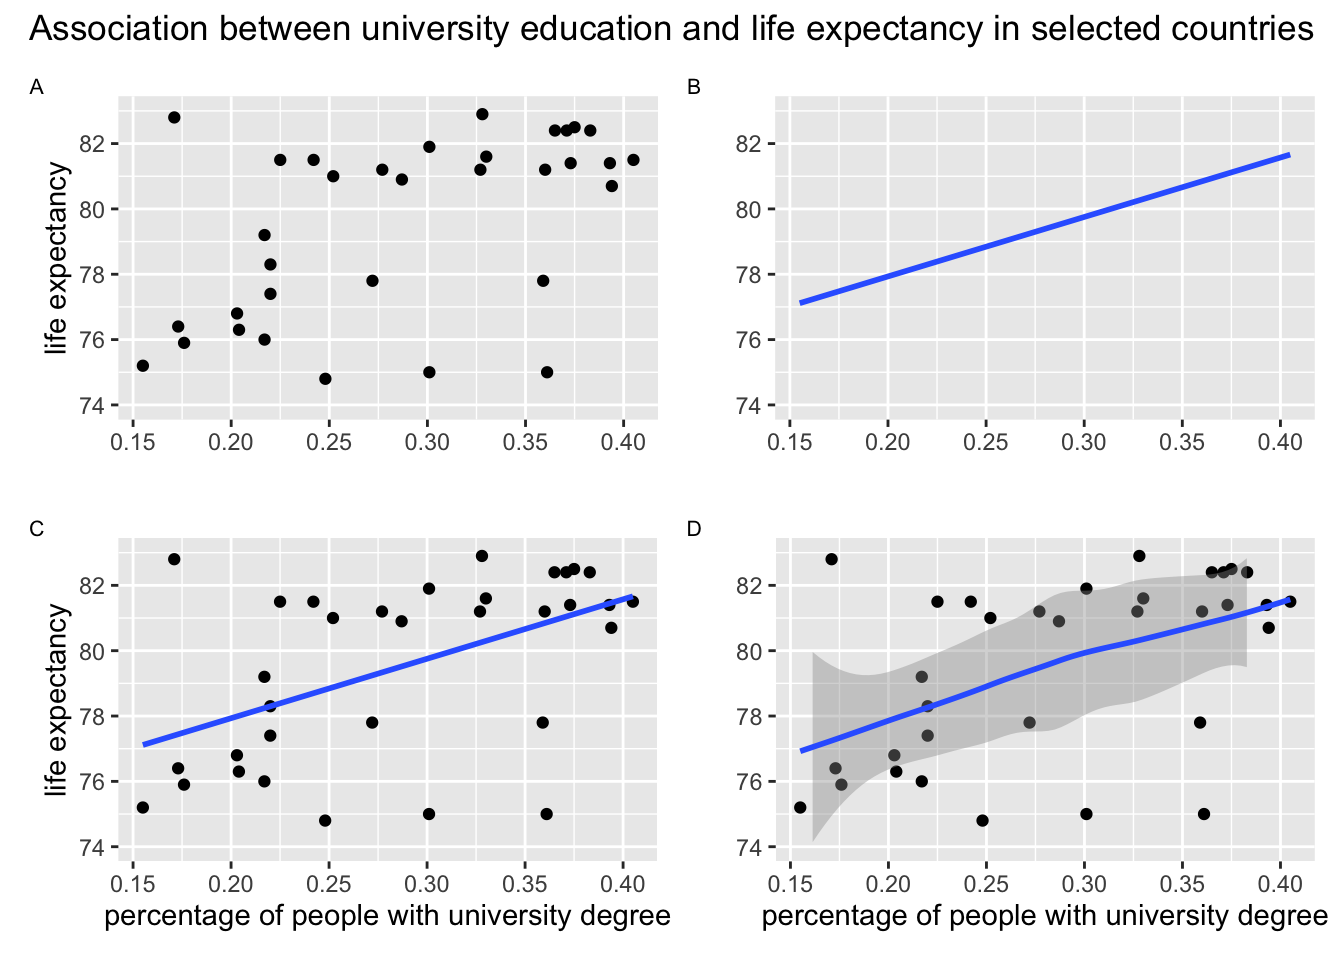 Association between university education and life expectancy in selected countries
A
life expectancy
82
80
78
76
74
0.15 0.20 0.25 0.30 0.35 0.40
B
82
80
78
76
74
0.15 0.20 0.25 0.30 0.35 0.40
C
life expectancy
82
80
78
76
74
0.15 0.20 0.25 0.30 0.35 0.40
percentage of people with university degree
D
82
80
78
76
74
0.15 0.20 0.25 0.30 0.35 0.40
percentage of people with university degree